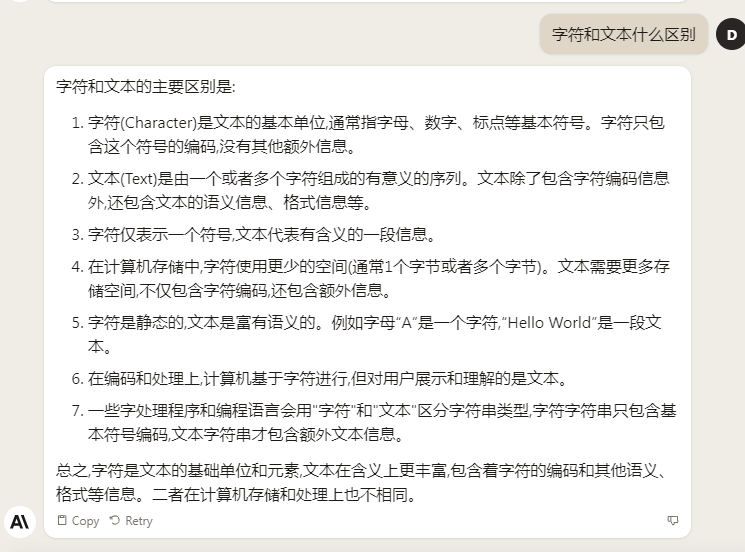 字符和文本什么区别
D
字符和文本的主要区别是:
1. 字符(Character)是文本的基本单位,通常指字母、数字、标点等基本符号。字符只包
含这个符号的编码,没有其他额外信息。
2. 文本(Text)是由一个或者多个字符组成的有意义的序列。文本除了包含字符编码信息
外,还包含文本的语义信息、格式信息等。
3. 字符仅表示一个符号,文本代表有含义的一段信息。
4. 在计算机存储中,字符使用更少的空间(通常1个字节或者多个字节)。文本需要更多存
储空间,不仅包含字符编码,还包含额外信息。
5. 字符是静态的,文本是富有语义的。例如字母“A”是一个字符,“Hello World”是一段文
本。
6. 在编码和处理上,计算机基于字符进行,但对用户展示和理解的是文本。
7. 一些字处理程序和编程语言会用"字符"和"文本"区分字符串类型,字符字符串只包含基
本符号编码,文本字符串才包含额外文本信息。
总之,字符是文本的基础单位和元素,文本在含义上更丰富,包含着字符的编码和其他语义、
格式等信息。二者在计算机存储和处理上也不相同。
A\
Copy Retry